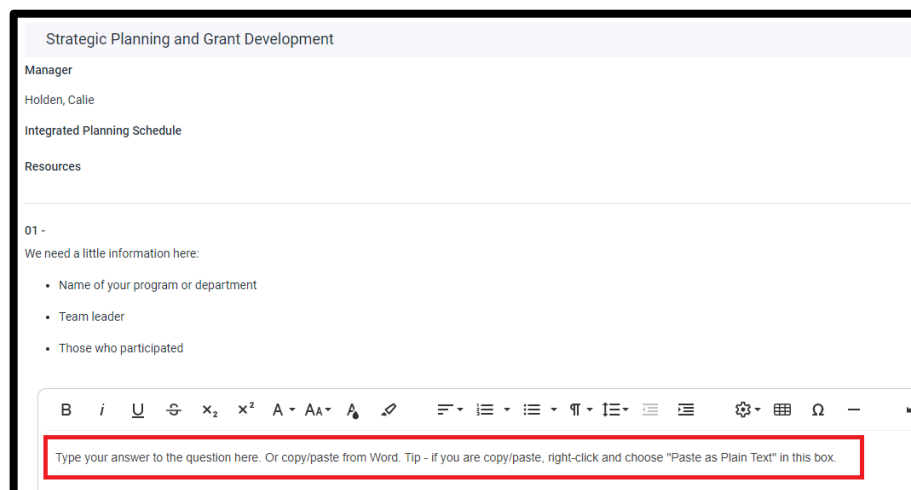 Strategic Planning and Grant Development
Manager
Holden, Calie
Integrated Planning Schedule
Resources
01 -
We need a little information here:
• Name of your program or department
• Team leader
• Those who participated
B i U S x₂ x² A AA A Ω
Type your answer to the question here. Or copy/paste from Word. Tip - if you are copy/paste, right-click and choose "Paste as Plain Text" in this box.